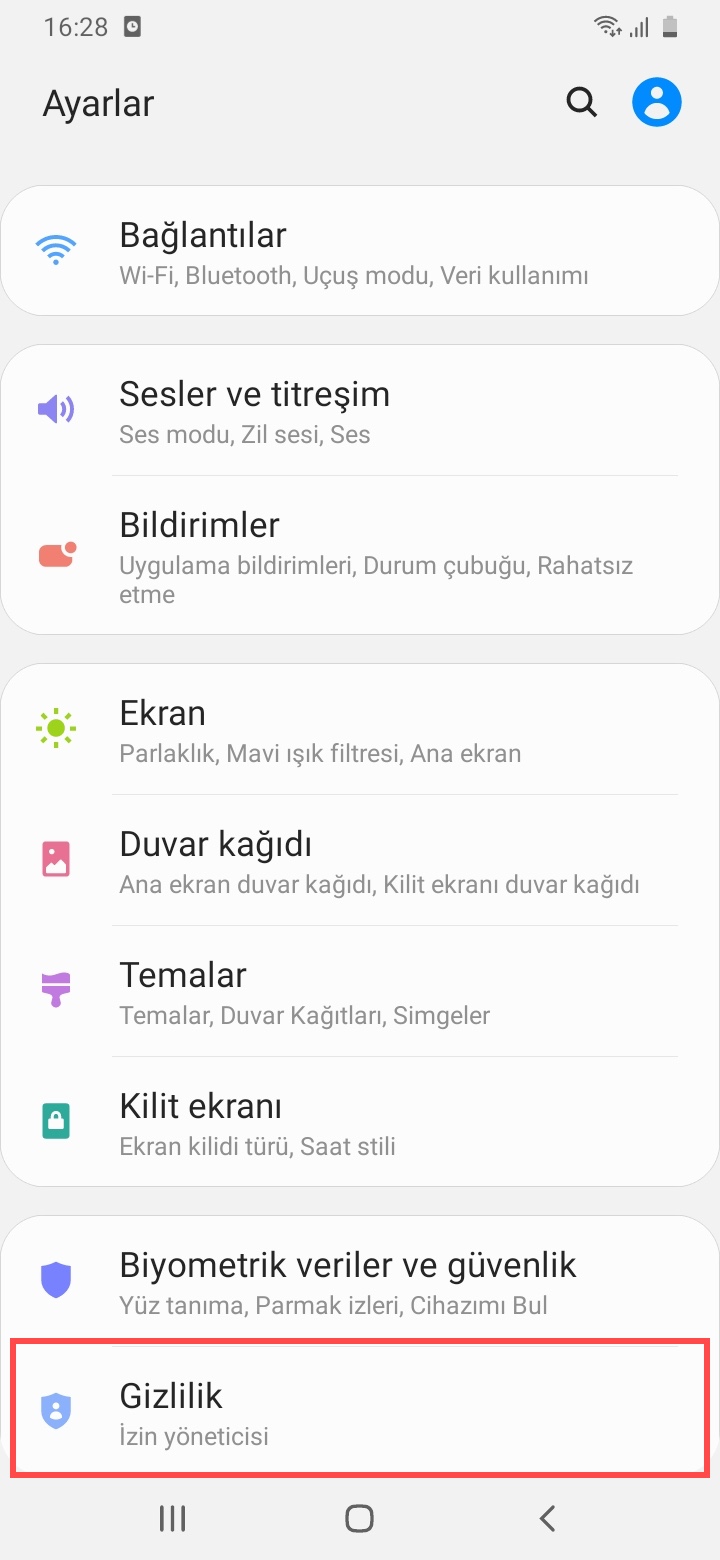 16:28
Ayarlar
Bağlantılar
Wi-Fi, Bluetooth, Uçuş modu, Veri kullanımı
Sesler ve titreşim
Ses modu, Zil sesi, Ses
Bildirimler
Uygulama bildirimleri, Durum çubuğu, Rahatsız
etme
Ekran
Parlaklık, Mavi ışık filtresi, Ana ekran
Duvar kağıdı
Ana ekran duvar kağıdı, Kilit ekranı duvar kağıdı
Temalar
Temalar, Duvar Kağıtları, Simgeler
Kilit ekranı
Ekran kilidi türü, Saat stili
Biyometrik veriler ve güvenlik
Yüz tanıma, Parmak izleri, Cihazımı Bul
Gizlilik
İzin yöneticisi